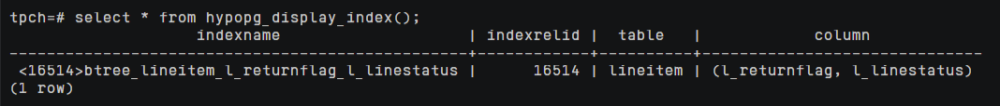 tpch=# select * from hypopg_display_index();
                    indexname                    | indexrelid |  table   |            column
-------------------------------------------------+------------+----------+------------------------------
 <16514>btree_lineitem_l_returnflag_l_linestatus |      16514 | lineitem | (l_returnflag, l_linestatus)
(1 row)